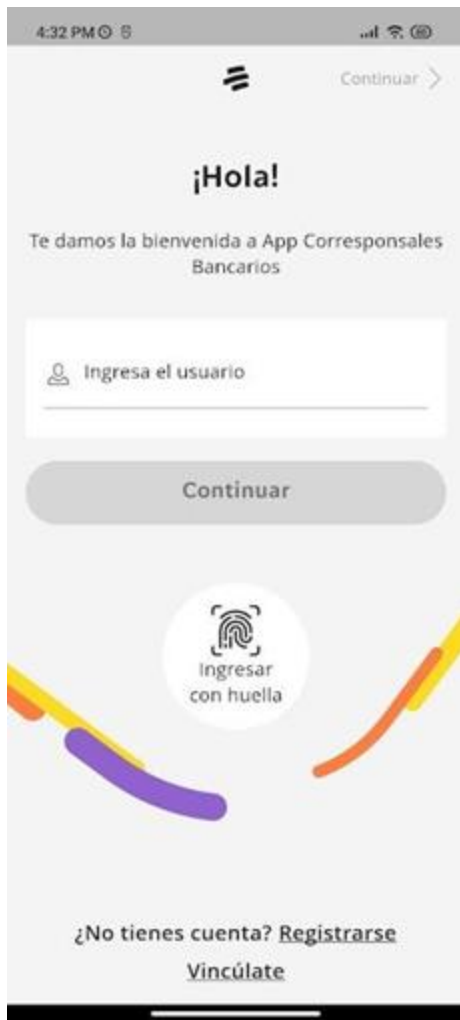 4:32 PM
Continuar
¡Hola!
Te damos la bienvenida a App Corresponsales
Bancarios
Ingresa el usuario
Continuar
Ingresar
con huella
¿No tienes cuenta? Registrarse
Vincúlate